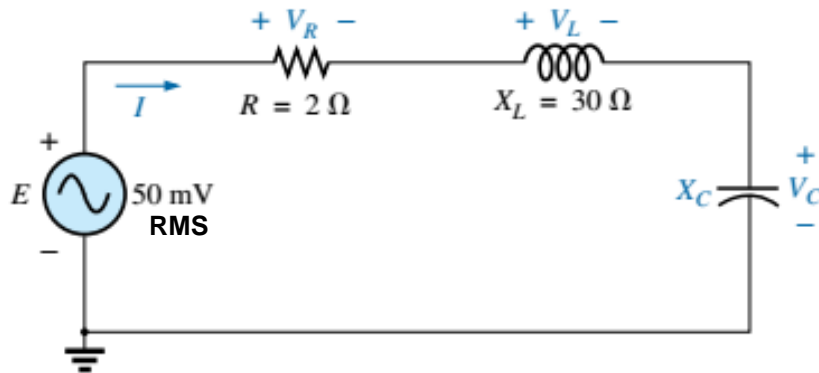 + V_R −
+ V_L −
I
R = 2 Ω
X_L = 30 Ω
+
E
50 mV
RMS
−
X_C
+
V_C
−